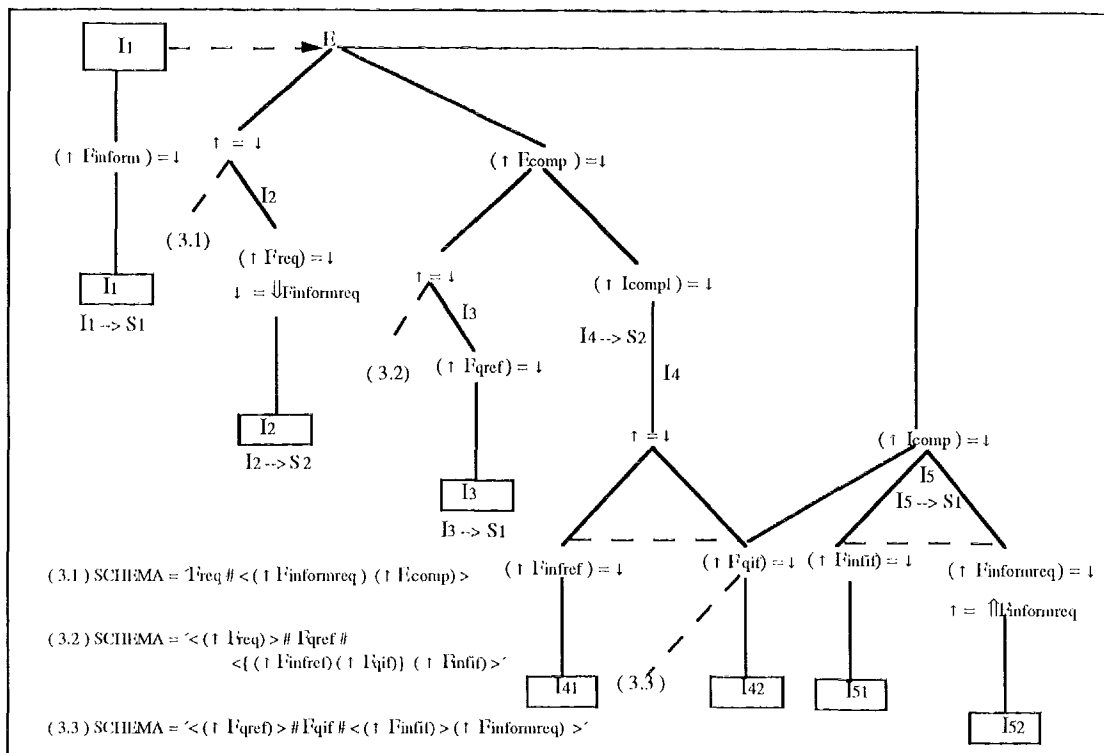 I1
E
(↑ Finform) = ↓
↑ = ↓
(↑ Ecomp) = ↓
I2
(3.1)
(↑ Freq) = ↓
↓ = ⇓Finformreq
I1
I1 --> S1
↑ = ↓
I3
(↑ Icompl) = ↓
I4 --> S2
(3.2)
(↑ Fqref) = ↓
I4
I2
I2 --> S2
↑ = ↓
(↑ Icomp) = ↓
I5
I5 --> S1
I3
I3 --> S1
(↑ Finfref) = ↓
(↑ Fqif) = ↓
(↑ Finfif) = ↓
(↑ Finformreq) = ↓
↑ = ⇑Finformreq
(3.1) SCHEMA = 'Freq # <(↑ Finformreq) (↑ Ecomp)>
(3.2) SCHEMA = '<(↑ Freq)> # Fqref #
<{(↑ Finfref) (↑ Fqif)} (↑ Finfif)>'
I41
(3.3)
I42
I51
I52
(3.3) SCHEMA = '<(↑ Fqref)> # Fqif # <(↑ Finfif)> (↑ Finformreq) >'